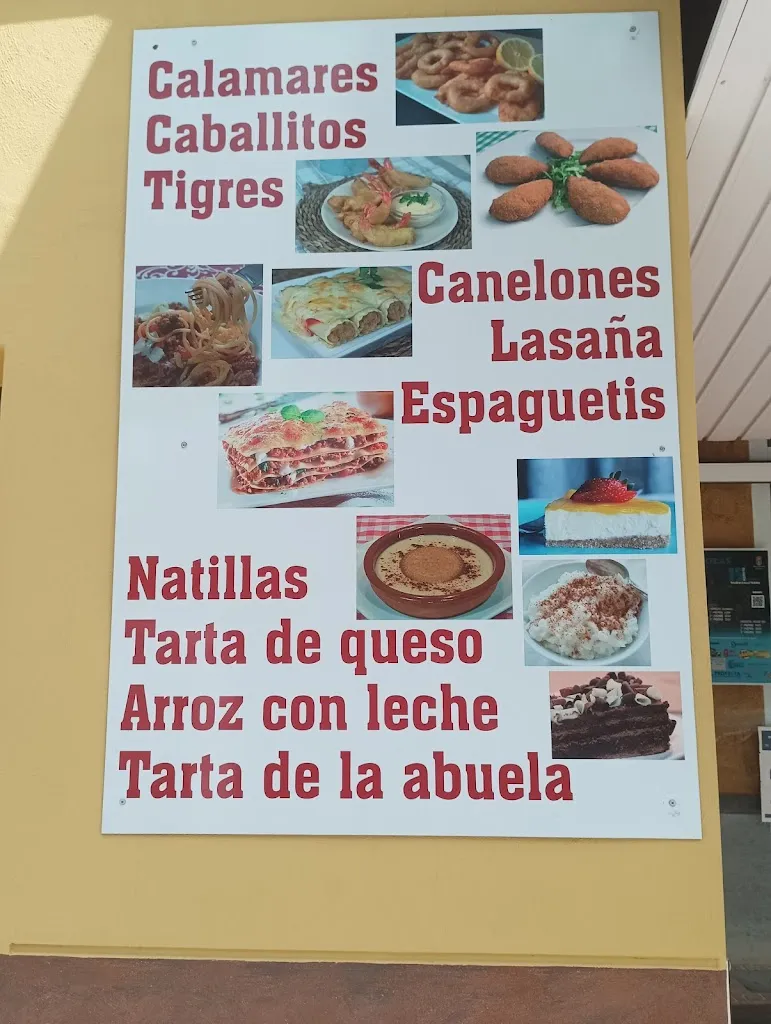 Calamares
Caballitos
Tigres
Canelones
Lasaña
Espaguetis
Natillas
Tarta de queso
Arroz con leche
Tarta de la abuela